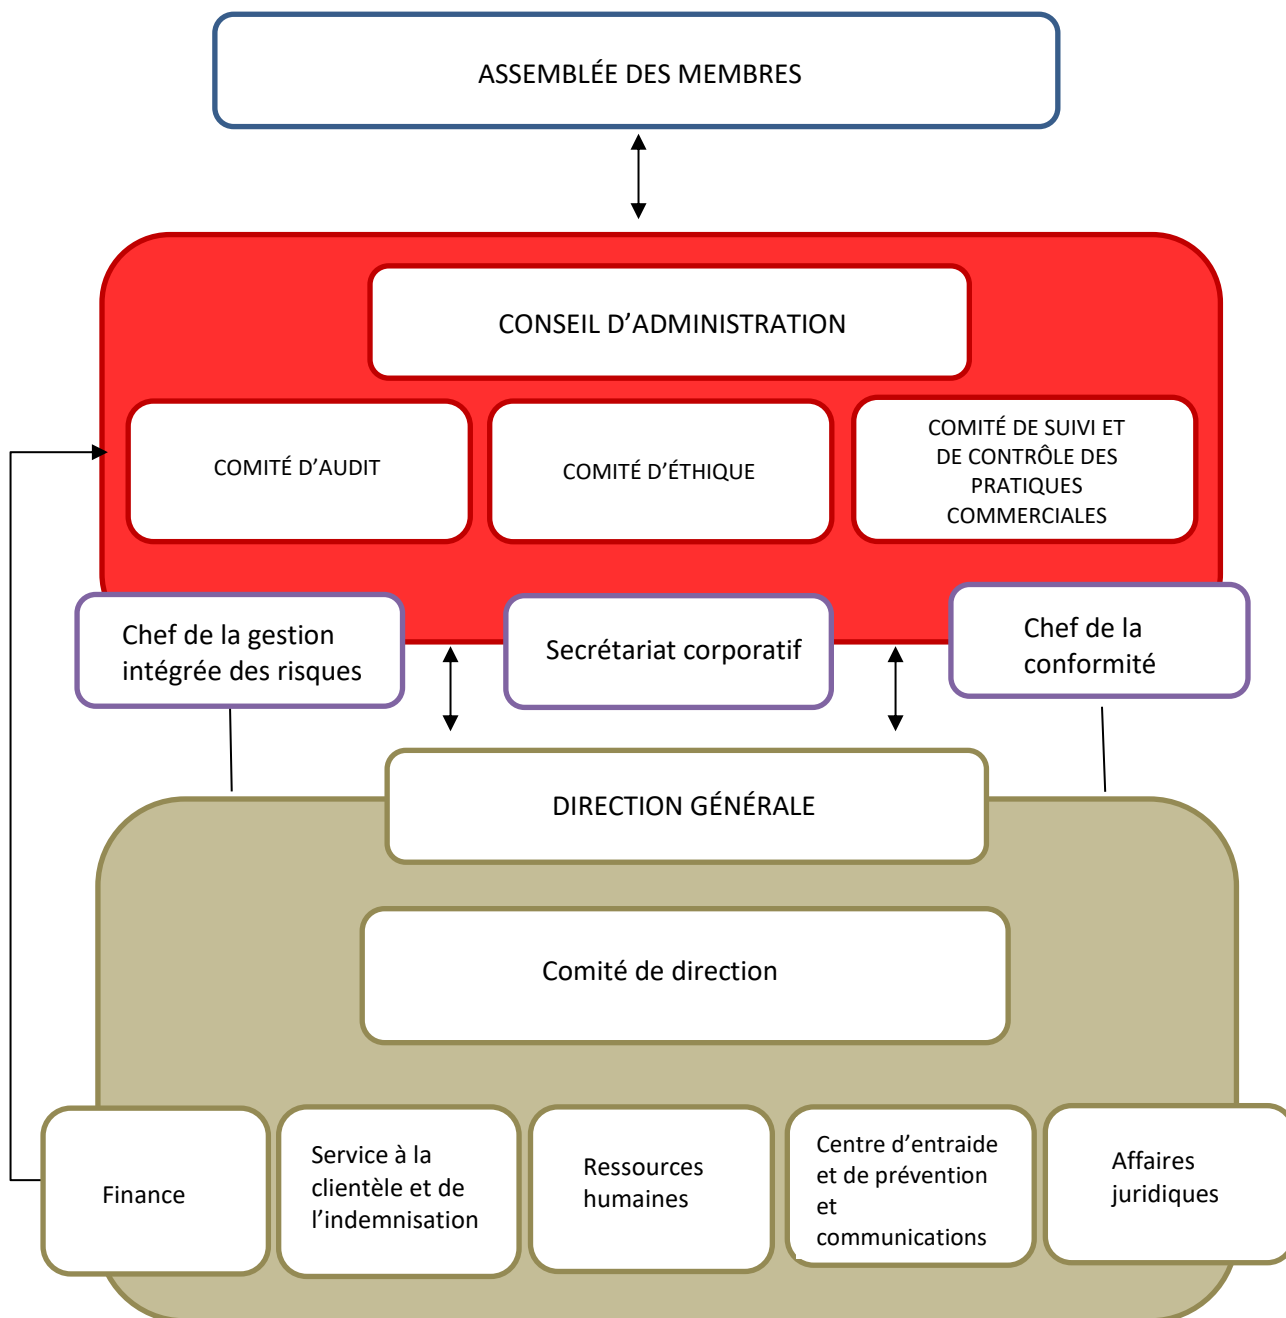 ASSEMBLÉE DES MEMBRES
CONSEIL D’ADMINISTRATION
COMITÉ D’AUDIT
COMITÉ D’ÉTHIQUE
COMITÉ DE SUIVI ET
DE CONTRÔLE DES
PRATIQUES
COMMERCIALES
Chef de la gestion
intégrée des risques
Secrétariat corporatif
Chef de la
conformité
DIRECTION GÉNÉRALE
Comité de direction
Finance
Service à la
clientèle et de
l’indemnisation
Ressources
humaines
Centre d’entraide
et de prévention
et
communications
Affaires
juridiques